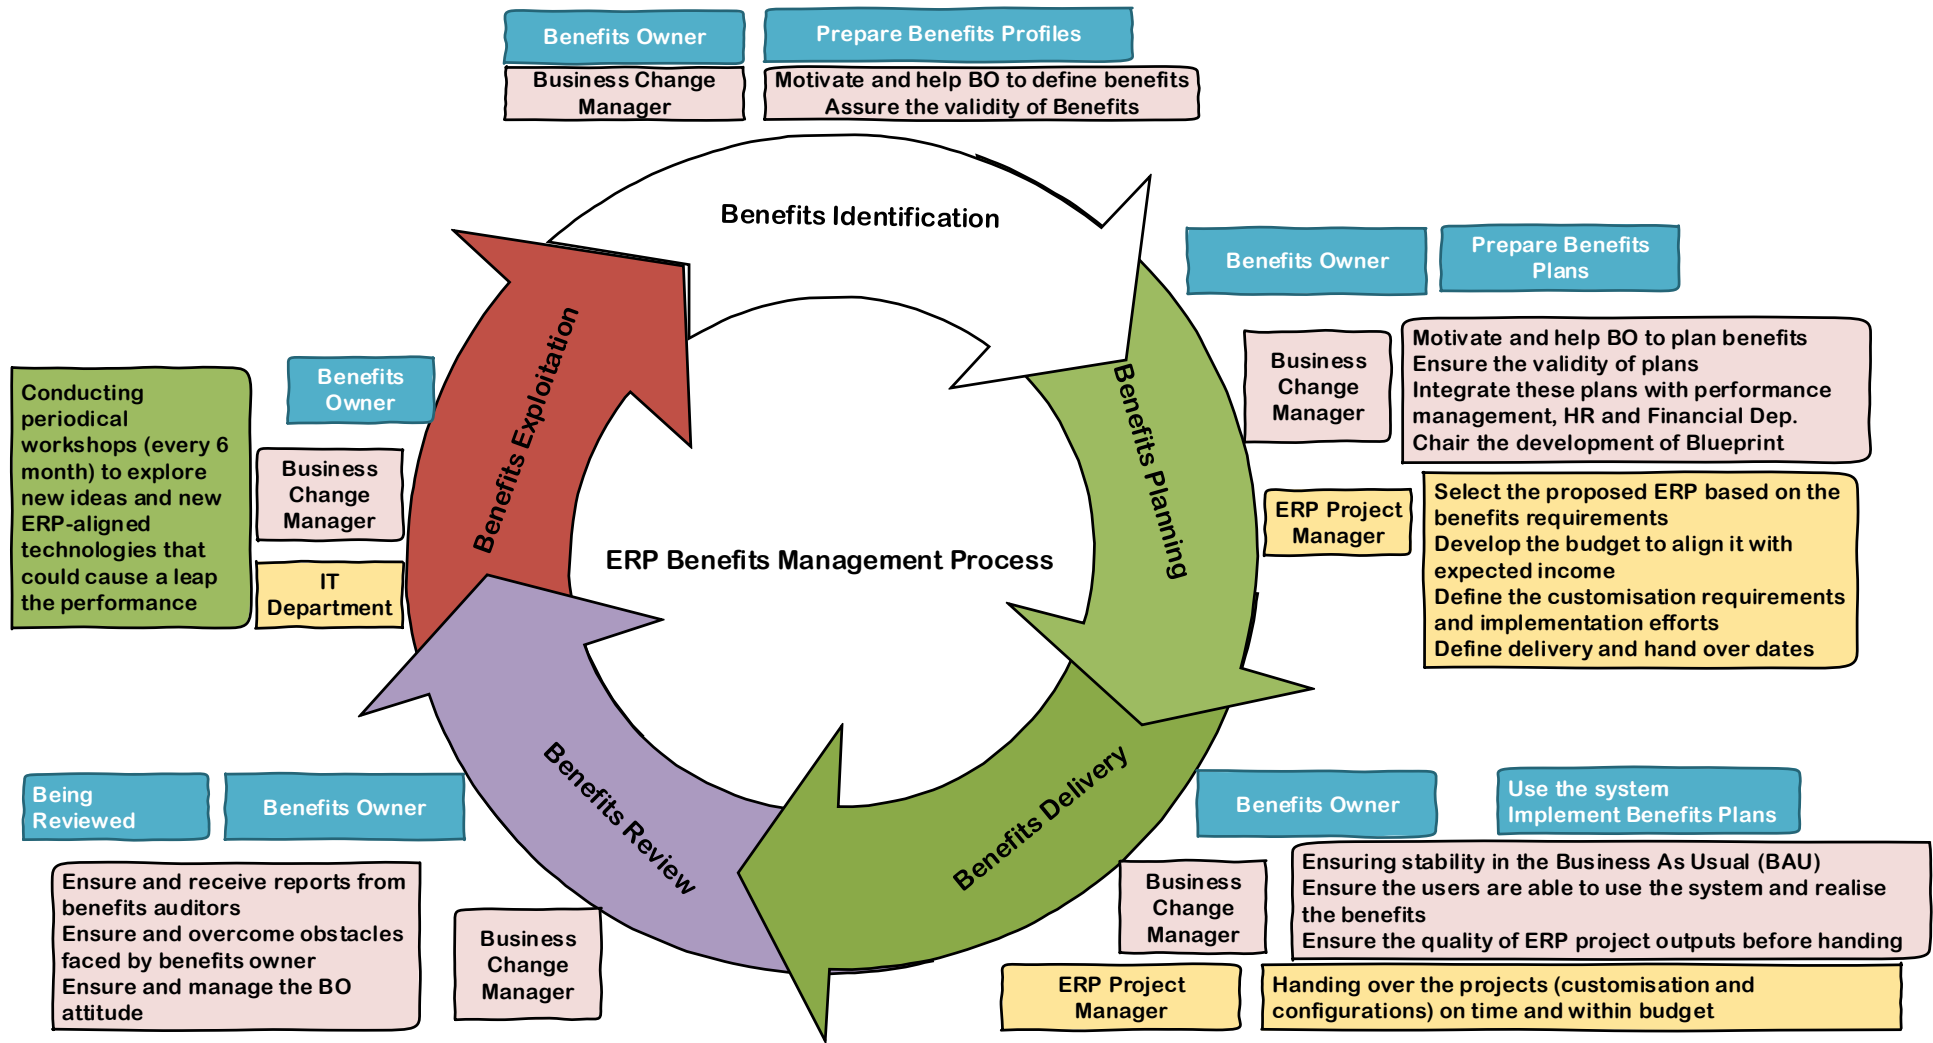 Benefits Owner
Prepare Benefits Profiles
Business Change
Manager
Motivate and help BO to define benefits
Assure the validity of Benefits
Benefits Identification
Benefits Owner
Prepare Benefits
Plans
Business
Change
Manager
Motivate and help BO to plan benefits
Ensure the validity of plans
Integrate these plans with performance
management, HR and Financial Dep.
Chair the development of Blueprint
Benefits Planning
ERP Project
Manager
Select the proposed ERP based on the
benefits requirements
Develop the budget to align it with
expected income
Define the customisation requirements
and implementation efforts
Define delivery and hand over dates
ERP Benefits Management Process
Conducting
periodical
workshops (every 6
month) to explore
new ideas and new
ERP-aligned
technologies that
could cause a leap
the performance
Benefits
Owner
Business
Change
Manager
IT
Department
Benefits Exploitation
Being
Reviewed
Benefits Owner
Benefits Review
Ensure and receive reports from
benefits auditors
Ensure and overcome obstacles
faced by benefits owner
Ensure and manage the BO
attitude
Business
Change
Manager
Benefits Delivery
Benefits Owner
Use the system
Implement Benefits Plans
Business
Change
Manager
Ensuring stability in the Business As Usual (BAU)
Ensure the users are able to use the system and realise
the benefits
Ensure the quality of ERP project outputs before handing
ERP Project
Manager
Handing over the projects (customisation and
configurations) on time and within budget